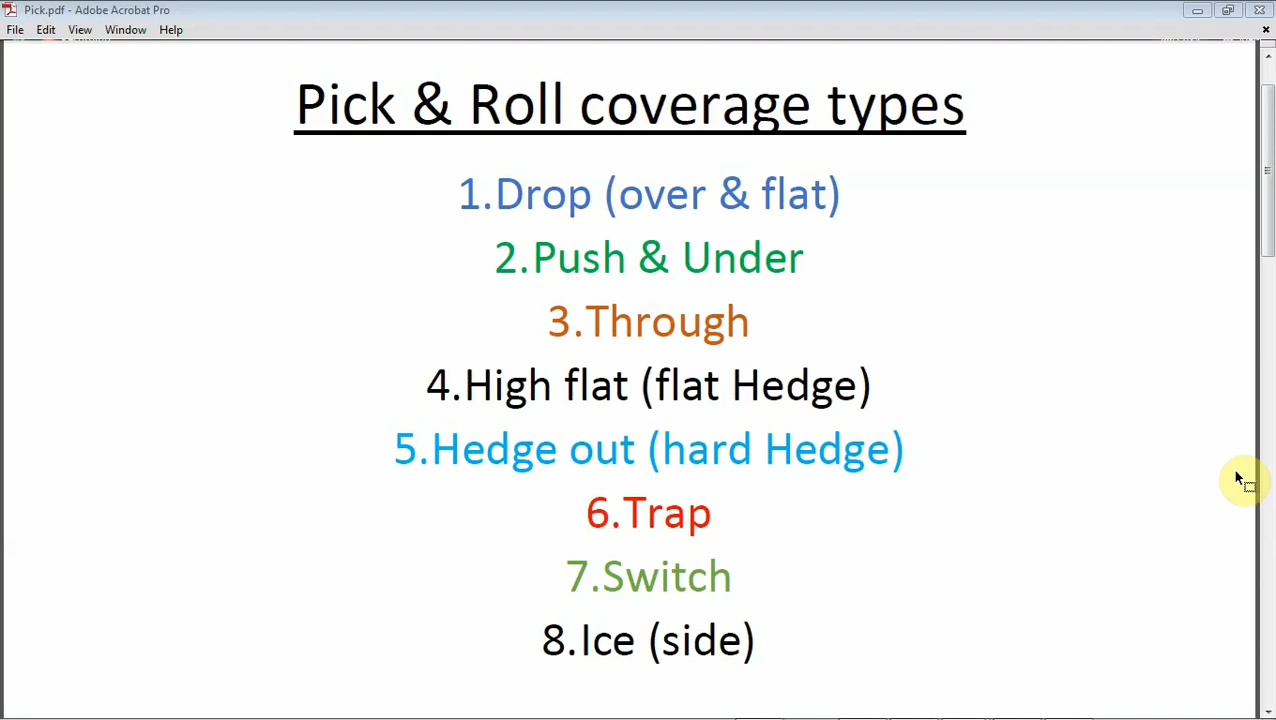 Pick.pdf - Adobe Acrobat Pro
File Edit View Window Help
Pick & Roll coverage types
1.Drop (over & flat)
2.Push & Under
3.Through
4.High flat (flat Hedge)
5.Hedge out (hard Hedge)
6.Trap
7.Switch
8.Ice (side)